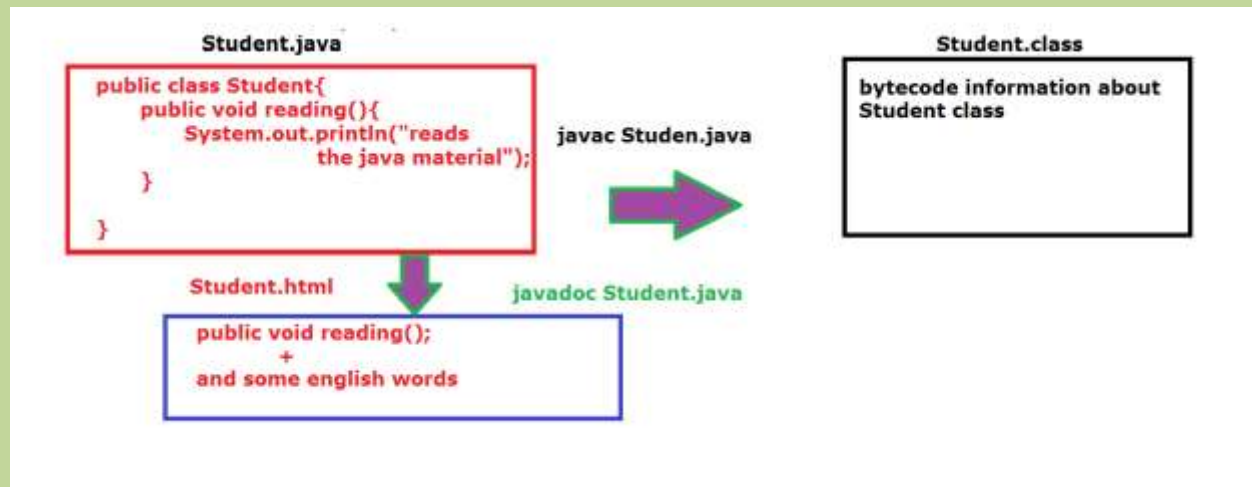 Student.java
public class Student{
public void reading(){
System.out.println("reads
the java material");
}
}
javac Studen.java
Student.class
bytecode information about
Student class
Student.html
javadoc Student.java
public void reading();
+
and some english words